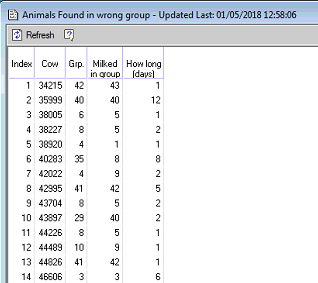 Animals Found in wrong group - Updated Last: 01/05/2018 12:58:06
Refresh
Index Cow Grp. Milked in group How long (days)
1 34215 42 43 1
2 35999 40 40 12
3 38005 6 5 1
4 38227 8 5 2
5 38920 4 1 1
6 40283 35 8 8
7 42022 4 9 2
8 42995 41 42 5
9 43704 8 5 2
10 43897 29 40 2
11 44226 8 5 1
12 44489 10 9 1
13 44826 41 42 1
14 46606 3 3 6